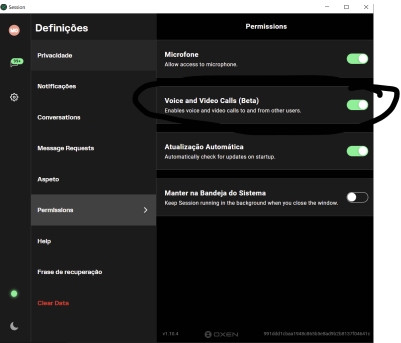 Session
Definições
Permissions
Privacidade
Microfone
Allow access to microphone.
99+
Notificações
Voice and Video Calls (Beta)
Enables voice and video calls to and from other users.
Conversations
Message Requests
Atualização Automática
Automatically check for updates on startup.
Aspeto
Manter na Bandeja do Sistema
Keep Session running in the background when you close the window.
Permissions
Help
Frase de recuperação
Clear Data
v1.10.4
OXEN